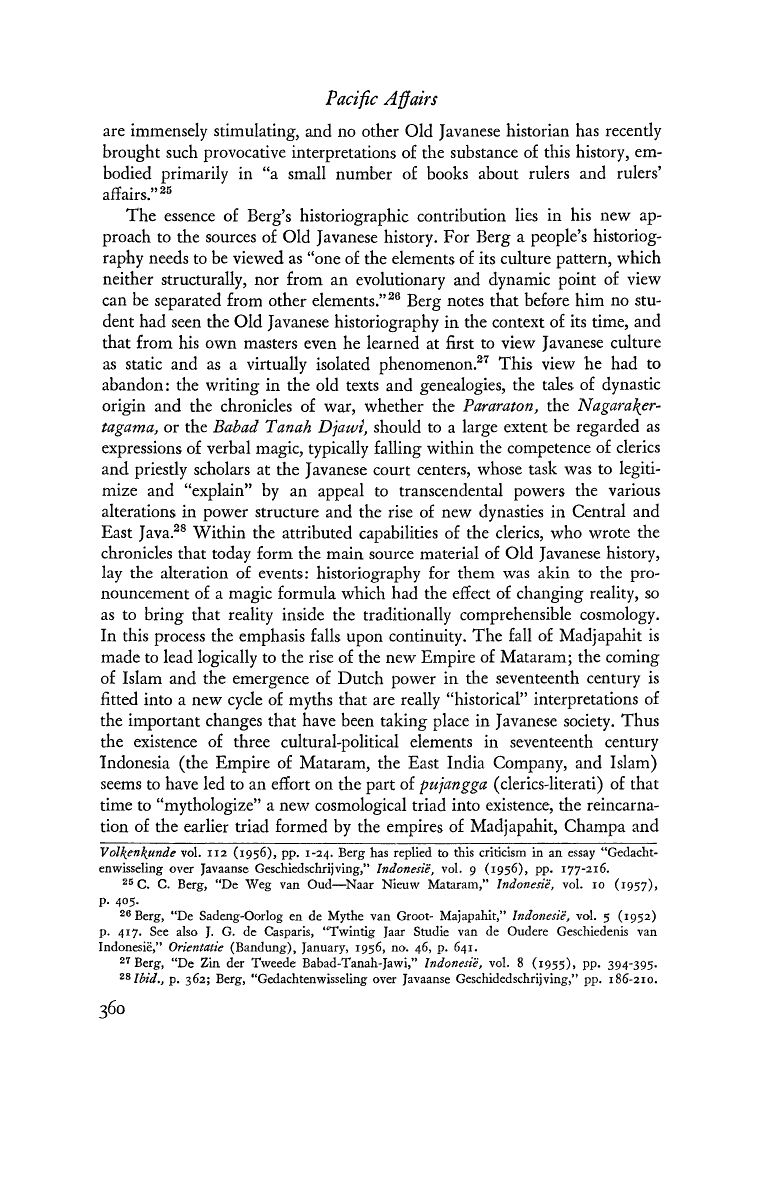 Pacific Affairs
are immensely stimulating, and no other Old Javanese historian has recently
brought such provocative interpretations of the substance of this history, em-
bodied primarily in “a small number of books about rulers and rulers’
affairs.”25
The essence of Berg’s historiographic contribution lies in his new ap-
proach to the sources of Old Javanese history. For Berg a people’s historiog-
raphy needs to be viewed as “one of the elements of its culture pattern, which
neither structurally, nor from an evolutionary and dynamic point of view
can be separated from other elements.”26 Berg notes that before him no stu-
dent had seen the Old Javanese historiography in the context of its time, and
that from his own masters even he learned at first to view Javanese culture
as static and as a virtually isolated phenomenon.27 This view he had to
abandon: the writing in the old texts and genealogies, the tales of dynastic
origin and the chronicles of war, whether the Pararaton, the Nagaraker-
tagama, or the Babad Tanah Djawi, should to a large extent be regarded as
expressions of verbal magic, typically falling within the competence of clerics
and priestly scholars at the Javanese court centers, whose task was to legiti-
mize and “explain” by an appeal to transcendental powers the various
alterations in power structure and the rise of new dynasties in Central and
East Java.28 Within the attributed capabilities of the clerics, who wrote the
chronicles that today form the main source material of Old Javanese history,
lay the alteration of events: historiography for them was akin to the pro-
nouncement of a magic formula which had the effect of changing reality, so
as to bring that reality inside the traditionally comprehensible cosmology.
In this process the emphasis falls upon continuity. The fall of Madjapahit is
made to lead logically to the rise of the new Empire of Mataram; the coming
of Islam and the emergence of Dutch power in the seventeenth century is
fitted into a new cycle of myths that are really “historical” interpretations of
the important changes that have been taking place in Javanese society. Thus
the existence of three cultural-political elements in seventeenth century
Indonesia (the Empire of Mataram, the East India Company, and Islam)
seems to have led to an effort on the part of pujangga (clerics-literati) of that
time to “mythologize” a new cosmological triad into existence, the reincarna-
tion of the earlier triad formed by the empires of Madjapahit, Champa and
Volkenkunde vol. 112 (1956), pp. 1-24. Berg has replied to this criticism in an essay “Gedacht-
enwisseling over Javaanse Geschiedschrijving,” Indonesië, vol. 9 (1956), pp. 177-216.
25 C. C. Berg, “De Weg van Oud—Naar Nieuw Mataram,” Indonesië, vol. 10 (1957),
p. 405.
26 Berg, “De Sadeng-Oorlog en de Mythe van Groot- Majapahit,” Indonesië, vol. 5 (1952)
p. 417. See also J. G. de Casparis, “Twintig Jaar Studie van de Oudere Geschiedenis van
Indonesië,” Orientatie (Bandung), January, 1956, no. 46, p. 641.
27 Berg, “De Zin der Tweede Babad-Tanah-Jawi,” Indonesië, vol. 8 (1955), pp. 394-395.
28 Ibid., p. 362; Berg, “Gedachtenwisseling over Javaanse Geschidedschrijving,” pp. 186-210.
360